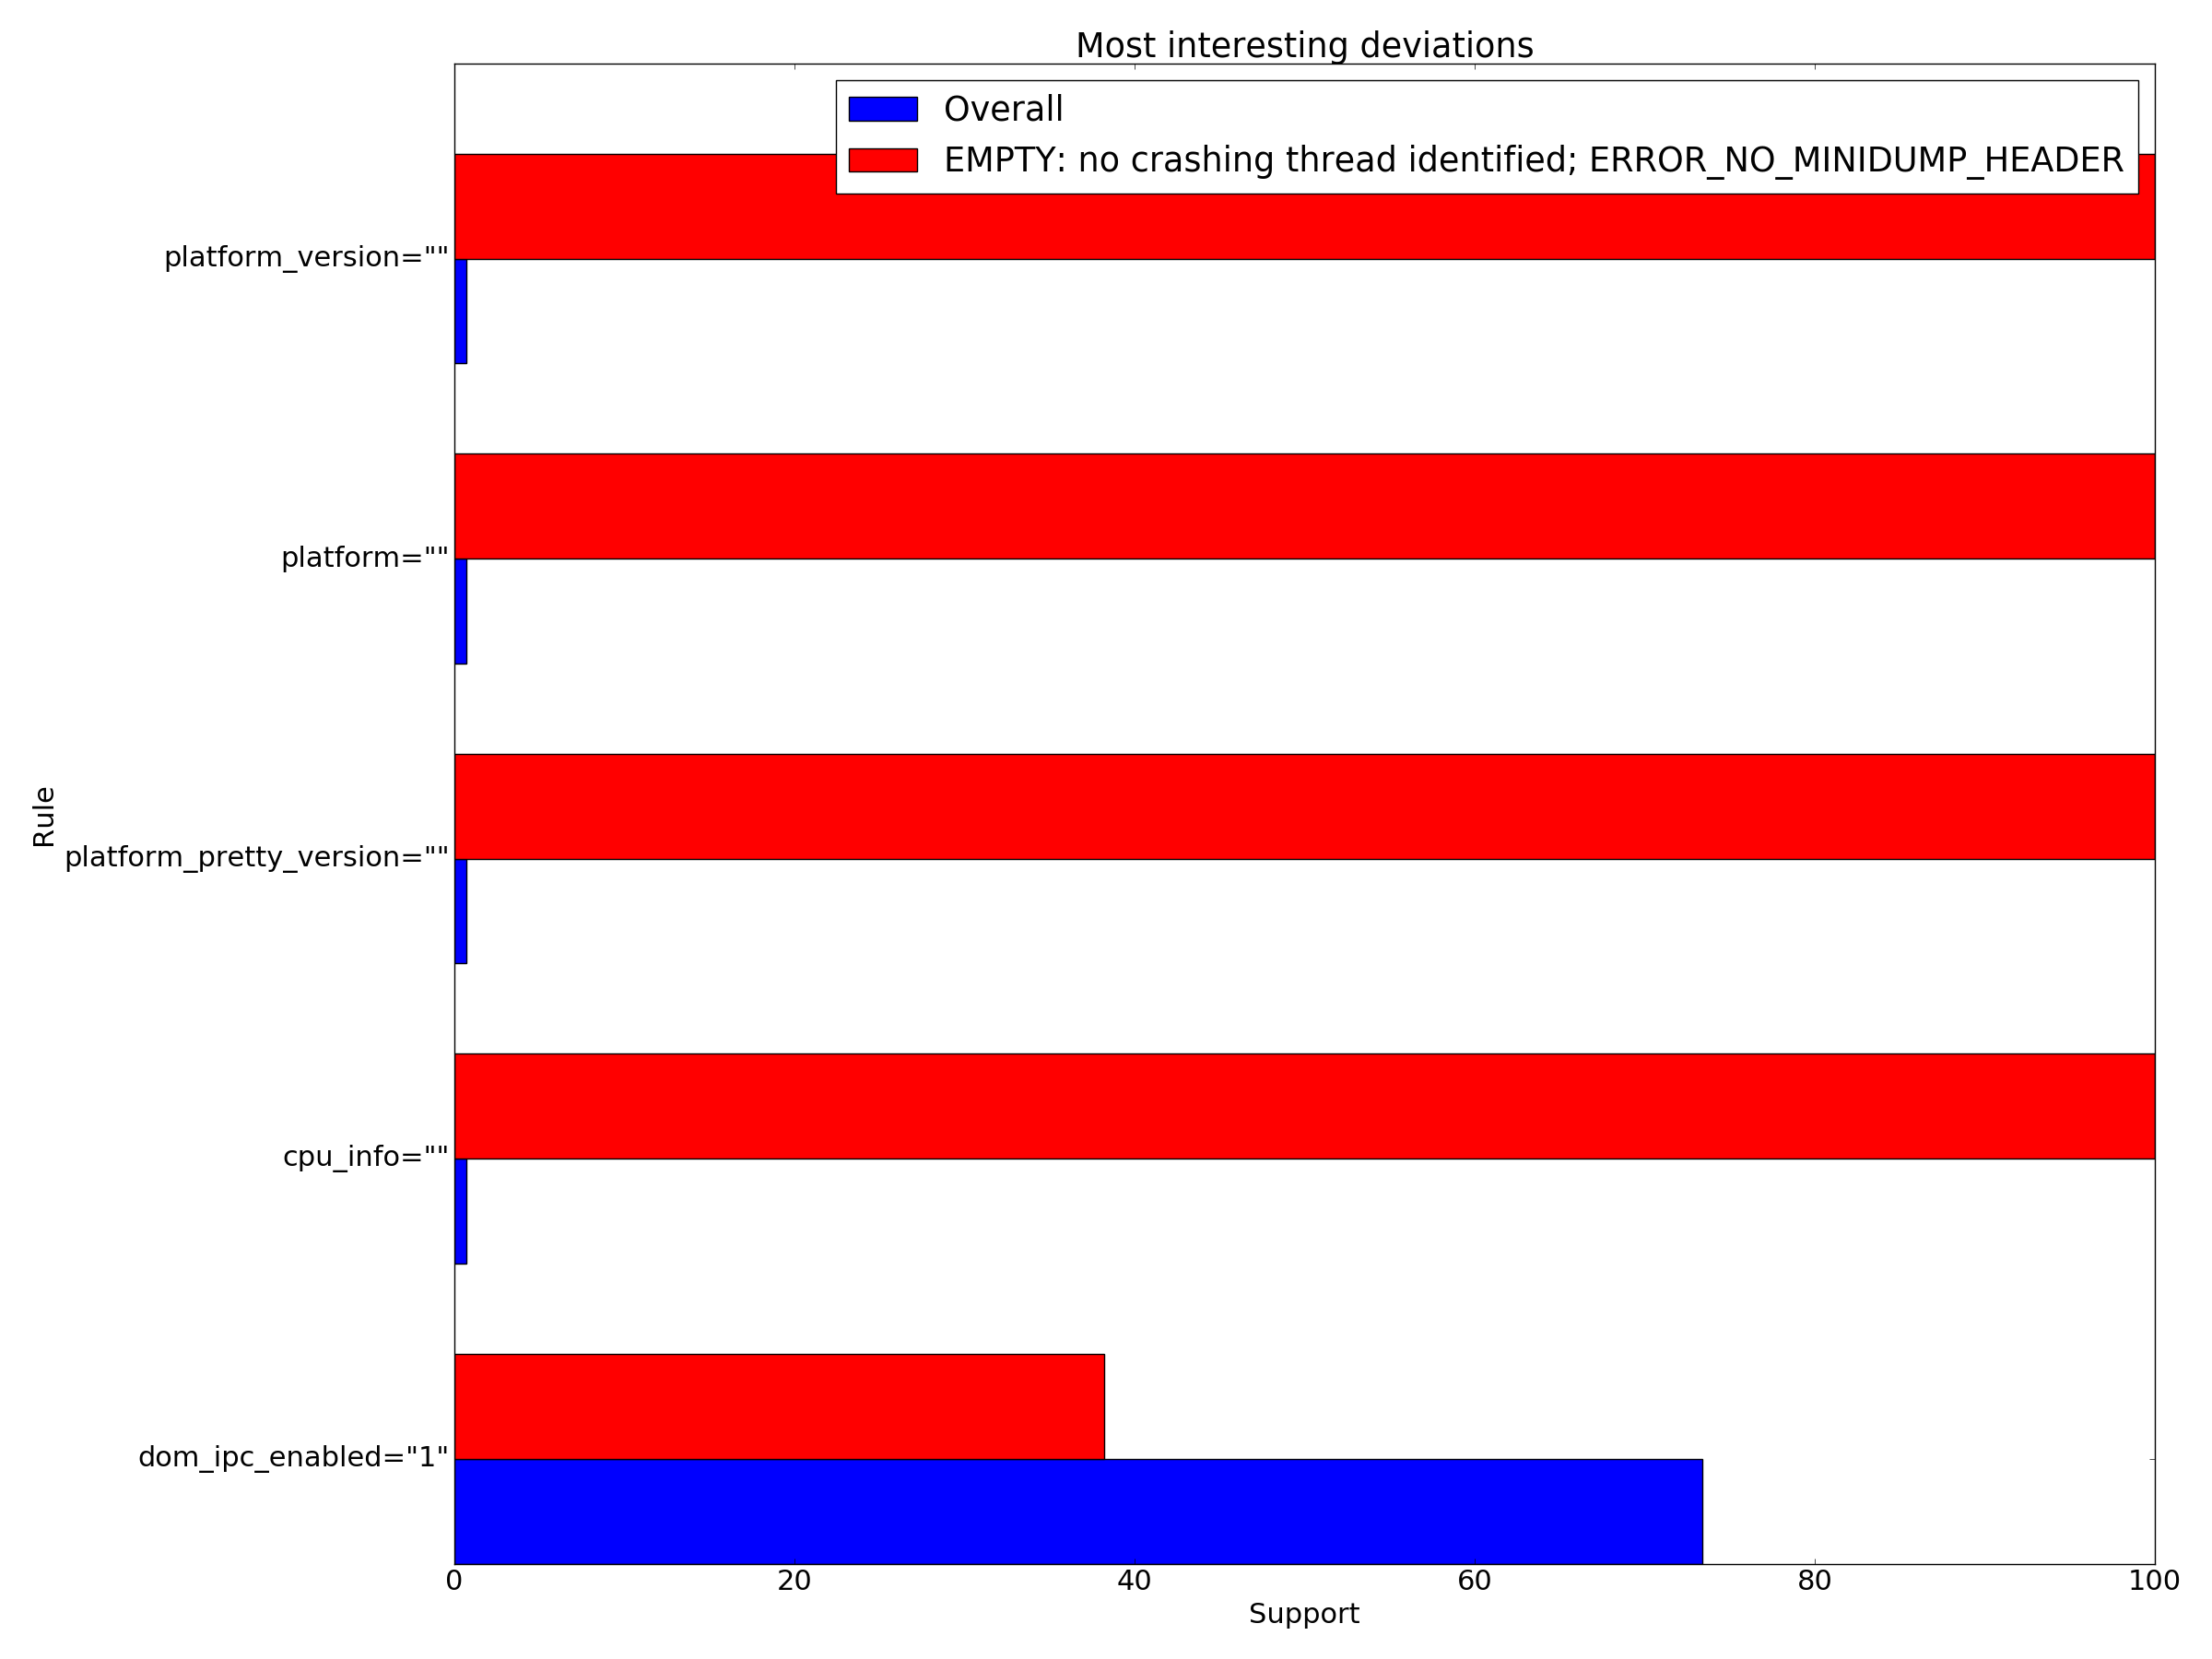 Most interesting deviations
Overall
EMPTY: no crashing thread identified; ERROR_NO_MINIDUMP_HEADER
platform_version=""
platform=""
platform_pretty_version=""
cpu_info=""
dom_ipc_enabled="1"
Rule
0 20 40 60 80 100
Support